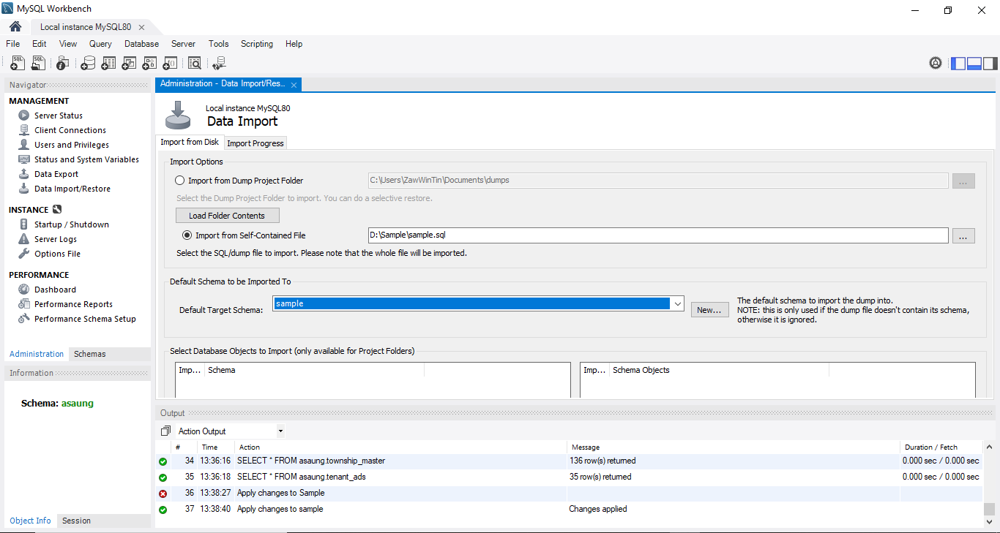 MySQL Workbench
Local instance MySQL80
File Edit View Query Database Server Tools Scripting Help
Navigator
MANAGEMENT
Server Status
Client Connections
Users and Privileges
Status and System Variables
Data Export
Data Import/Restore
INSTANCE
Startup / Shutdown
Server Logs
Options File
PERFORMANCE
Dashboard
Performance Reports
Performance Schema Setup
Administration Schemas
Information
Schema: asaung
Object Info Session
Administration - Data Import/Res...
Local instance MySQL80
Data Import
Import from Disk Import Progress
Import Options
Import from Dump Project Folder C:\Users\ZawWinTin\Documents\dumps ...
Select the Dump Project Folder to import. You can do a selective restore.
Load Folder Contents
Import from Self-Contained File D:\Sample\sample.sql ...
Select the SQL/dump file to import. Please note that the whole file will be imported.
Default Schema to be Imported To
Default Target Schema: sample New...
The default schema to import the dump into.
NOTE: this is only used if the dump file doesn't contain its schema,
otherwise it is ignored.
Select Database Objects to Import (only available for Project Folders)
Imp... Schema Imp... Schema Objects
Output
Action Output
# Time Action Message Duration / Fetch
34 13:36:16 SELECT * FROM asaung.township_master 136 row(s) returned 0.000 sec / 0.000 sec
35 13:36:18 SELECT * FROM asaung.tenant_ads 35 row(s) returned 0.000 sec / 0.000 sec
36 13:38:27 Apply changes to Sample
37 13:38:40 Apply changes to sample Changes applied